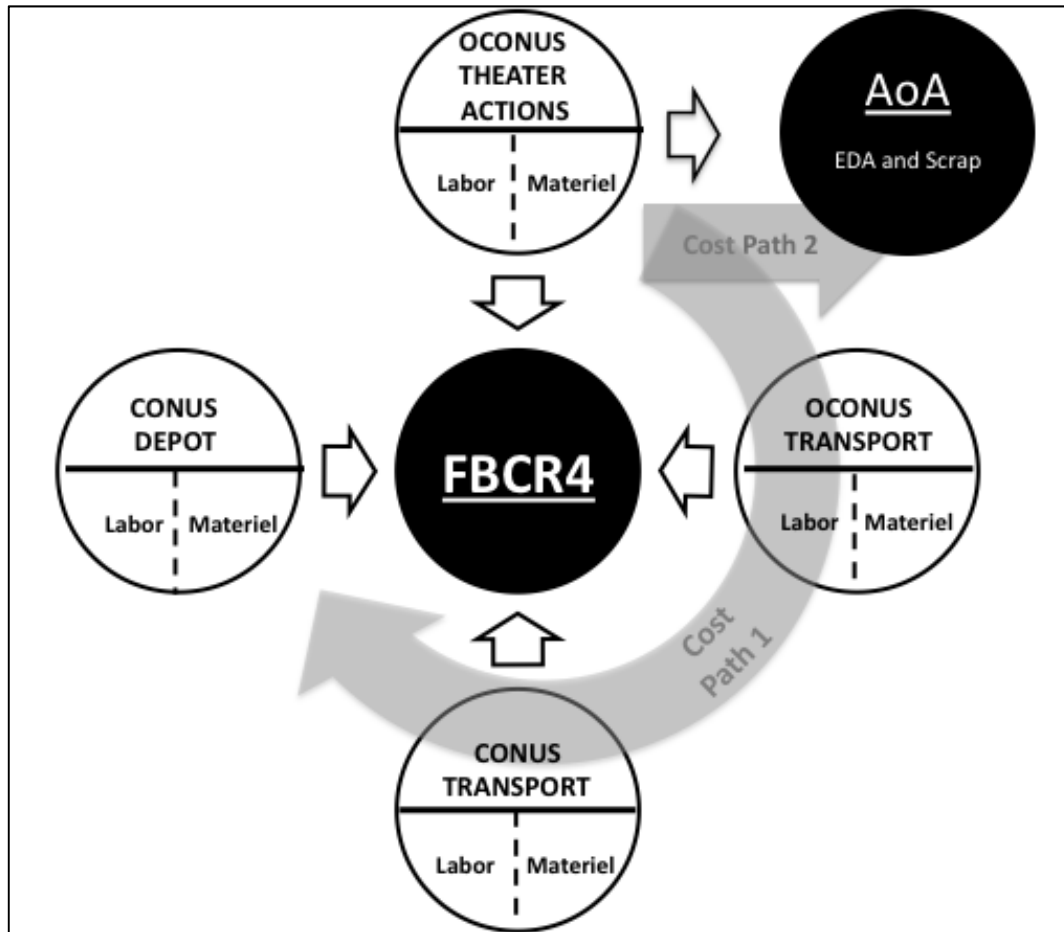 OCONUS
THEATER
ACTIONS
Labor
Materiel
AoA
EDA and Scrap
Cost Path 2
CONUS
DEPOT
Labor
Materiel
FBCR4
OCONUS
TRANSPORT
Labor
Materiel
Cost
Path 1
CONUS
TRANSPORT
Labor
Materiel